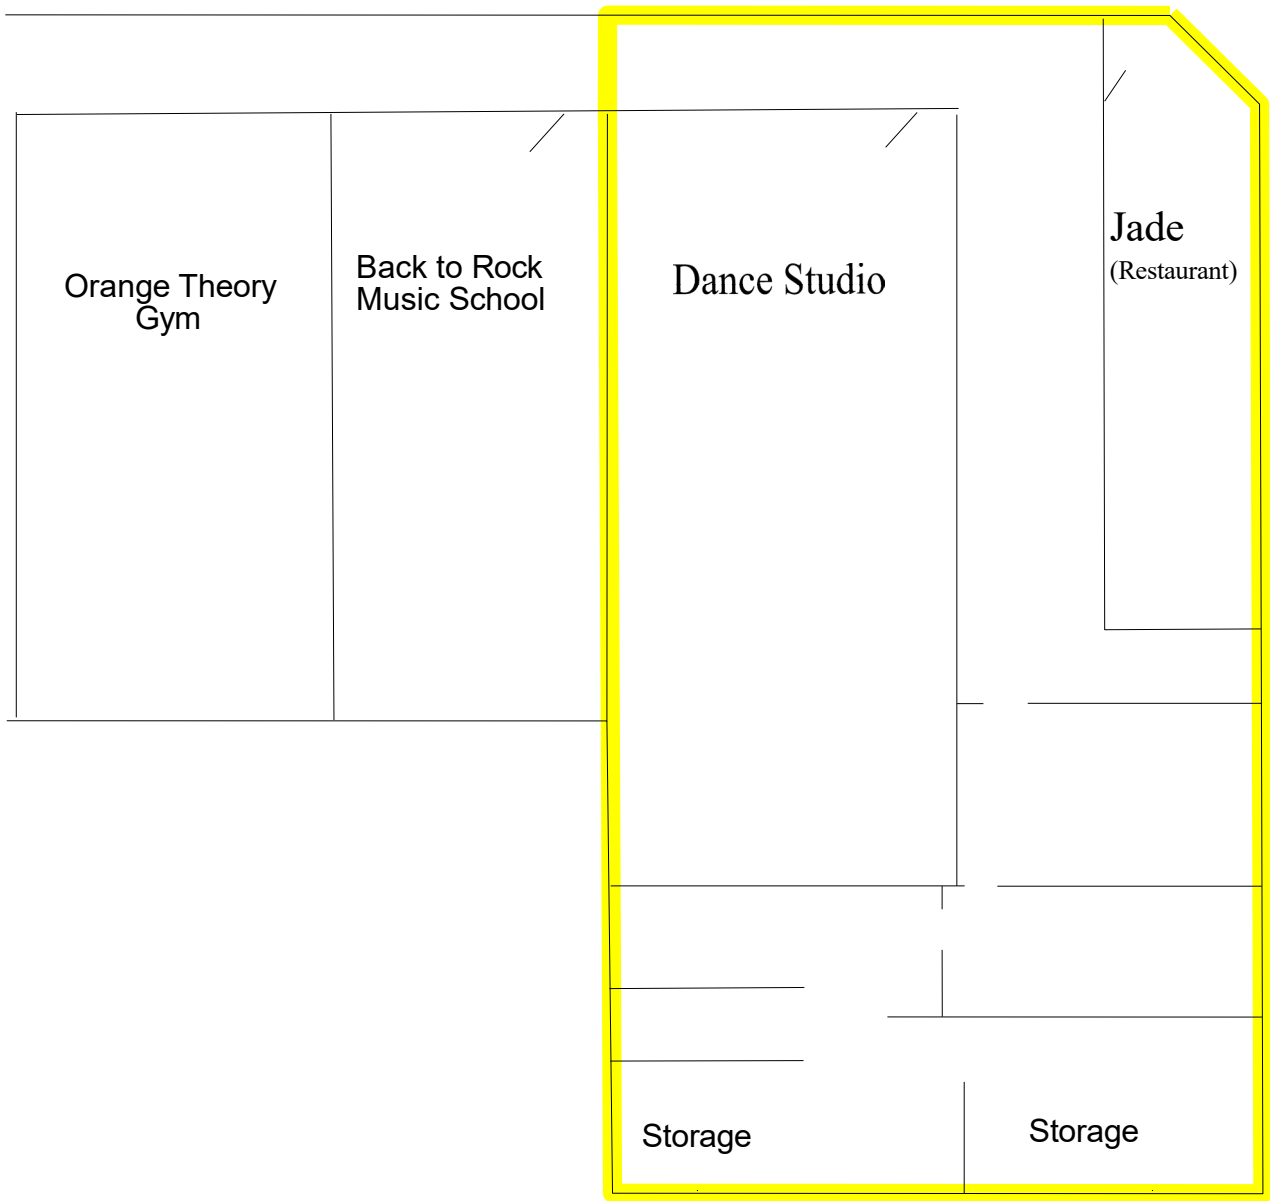 Orange Theory
Gym
Back to Rock
Music School
Dance Studio
Jade
(Restaurant)
Storage
Storage